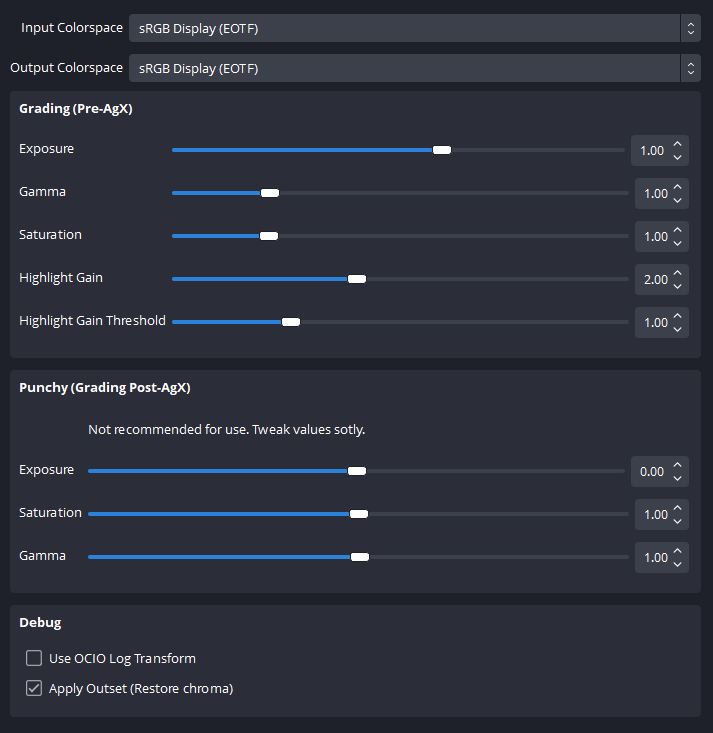 Input Colorspace sRGB Display (EOTF)
Output Colorspace sRGB Display (EOTF)
Grading (Pre-AgX)
Exposure 1.00
Gamma 1.00
Saturation 1.00
Highlight Gain 2.00
Highlight Gain Threshold 1.00
Punchy (Grading Post-AgX)
Not recommended for use. Tweak values sotly.
Exposure 0.00
Saturation 1.00
Gamma 1.00
Debug
Use OCIO Log Transform
Apply Outset (Restore chroma)